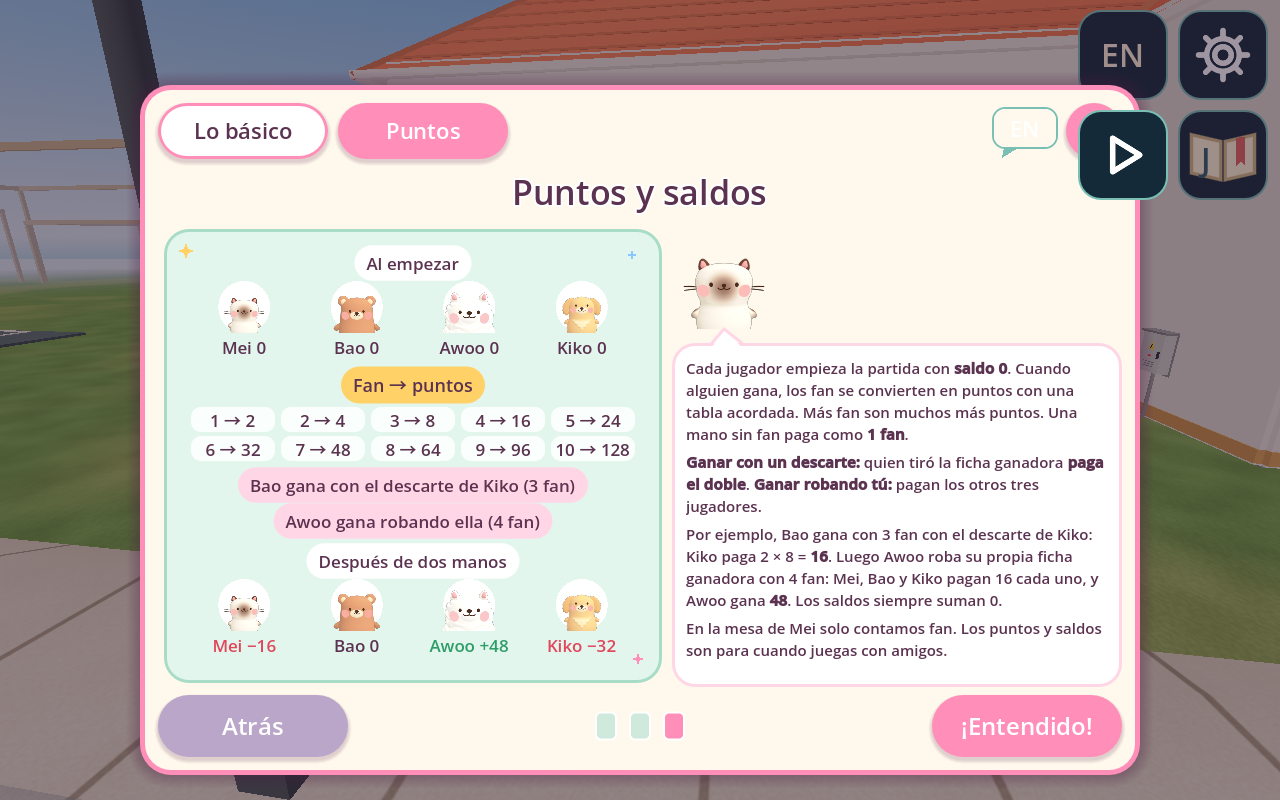 EN
Lo básico
Puntos
EN
Puntos y saldos
Al empezar
Mei 0
Bao 0
Awoo 0
Kiko 0
Fan → puntos
1 → 2
2 → 4
3 → 8
4 → 16
5 → 24
6 → 32
7 → 48
8 → 64
9 → 96
10 → 128
Bao gana con el descarte de Kiko (3 fan)
Awoo gana robando ella (4 fan)
Después de dos manos
Mei −16
Bao 0
Awoo +48
Kiko −32
Cada jugador empieza la partida con saldo 0. Cuando
alguien gana, los fan se convierten en puntos con una
tabla acordada. Más fan son muchos más puntos. Una
mano sin fan paga como 1 fan.
Ganar con un descarte: quien tiró la ficha ganadora paga
el doble. Ganar robando tú: pagan los otros tres
jugadores.
Por ejemplo, Bao gana con 3 fan con el descarte de Kiko:
Kiko paga 2 × 8 = 16. Luego Awoo roba su propia ficha
ganadora con 4 fan: Mei, Bao y Kiko pagan 16 cada uno, y
Awoo gana 48. Los saldos siempre suman 0.
En la mesa de Mei solo contamos fan. Los puntos y saldos
son para cuando juegas con amigos.
Atrás
¡Entendido!
J